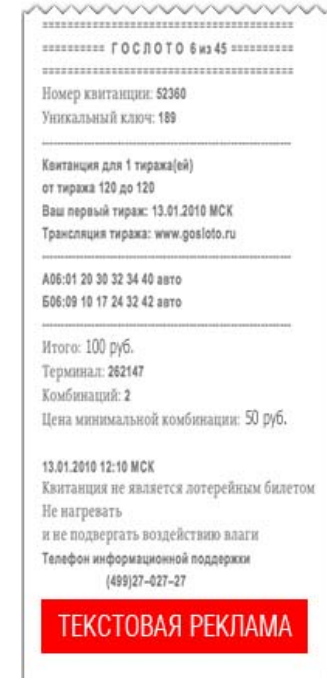 ======================================
========== ГОСЛОТО 6 из 45 ==========
======================================
Номер квитанции: 52360
Уникальный ключ: 189
--------------------------------------------------
Квитанция для 1 тиража(ей)
от тиража 120 до 120
Ваш первый тираж: 13.01.2010 МСК
Трансляция тиража: www.gosloto.ru
--------------------------------------------------
А06:01 20 30 32 34 40 авто
Б06:09 10 17 24 32 42 авто
--------------------------------------------------
Итого: 100 руб.
Терминал: 262147
Комбинаций: 2
Цена минимальной комбинации: 50 руб.
13.01.2010 12:10 МСК
Квитанция не является лотерейным билетом
Не нагревать
и не подвергать воздействию влаги
Телефон информационной поддержки
(499)27–027–27
ТЕКСТОВАЯ РЕКЛАМА